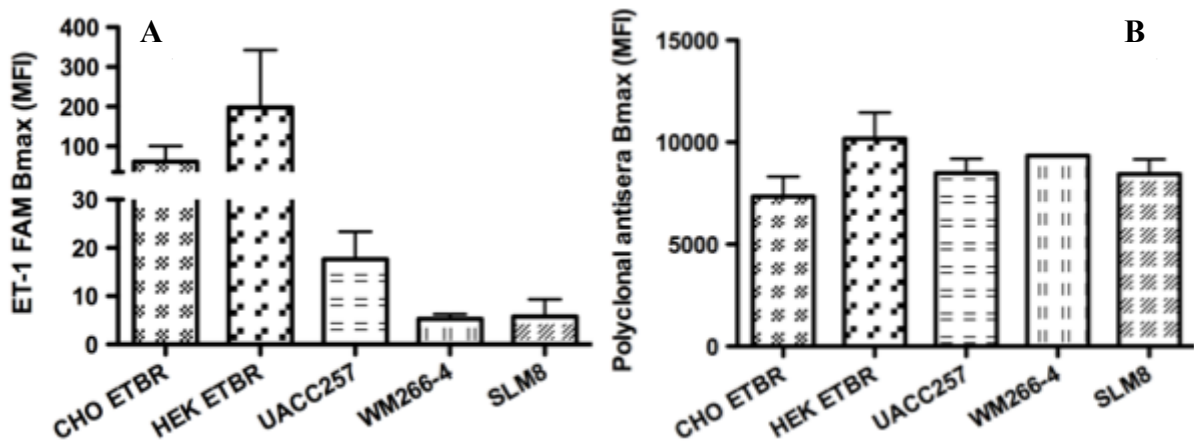 A
ET-1 FAM Bmax (MFI)
400
300
200
100
30
20
10
0
CHO ETBR
HEK ETBR
UACC257
WM266-4
SLM8
B
Polyclonal antisera Bmax (MFI)
15000
10000
5000
0
CHO ETBR
HEK ETBR
UACC257
WM266-4
SLM8